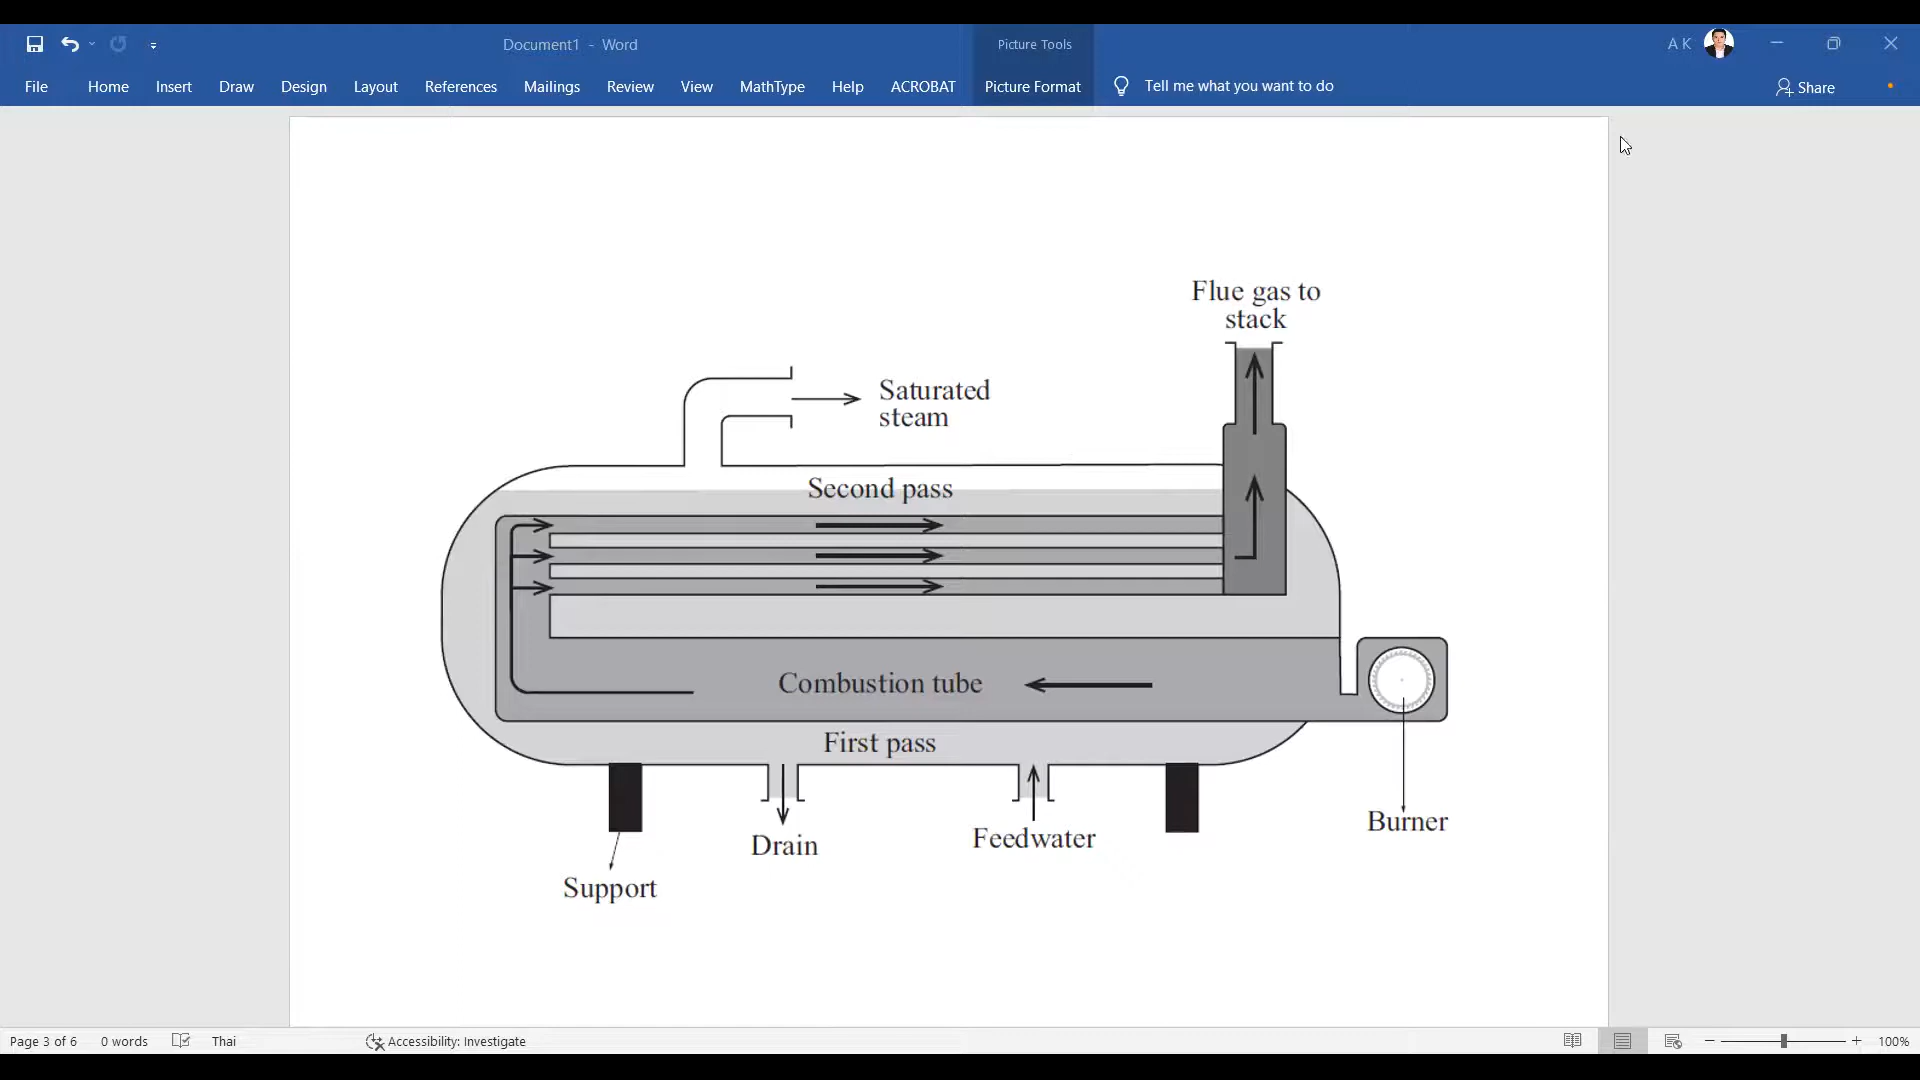 Document1 - Word
Picture Tools
A K
File Home Insert Draw Design Layout References Mailings Review View MathType Help ACROBAT Picture Format Tell me what you want to do Share
Flue gas to
stack
Saturated
steam
Second pass
Combustion tube
First pass
Drain
Feedwater
Burner
Support
Page 3 of 6 0 words Thai Accessibility: Investigate 100%